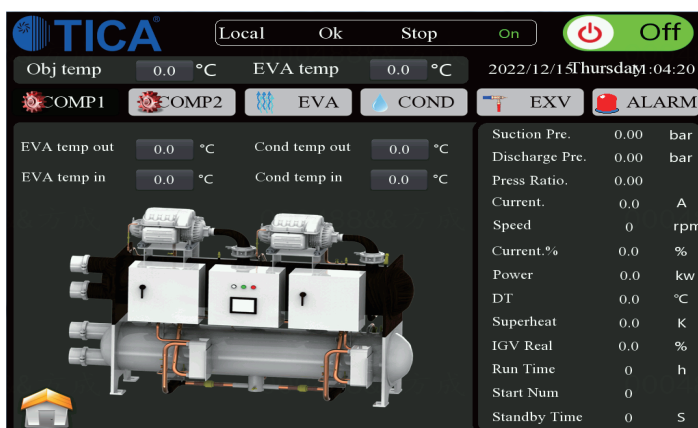 TICA Local Ok Stop On Off
Obj temp 0.0 °C EVA temp 0.0 °C 2022/12/15 Thursday 1:04:20
COMP1 COMP2 EVA COND EXV ALARM
EVA temp out 0.0 °C Cond temp out 0.0 °C
EVA temp in 0.0 °C Cond temp in 0.0 °C
Suction Pre. 0.00 bar
Discharge Pre. 0.00 bar
Press Ratio. 0.00
Current. 0.0 A
Speed 0 rpm
Current.% 0.0 %
Power 0.0 kw
DT 0.0 °C
Superheat 0.0 K
IGV Real 0.0 %
Run Time 0 h
Start Num 0
Standby Time 0 S